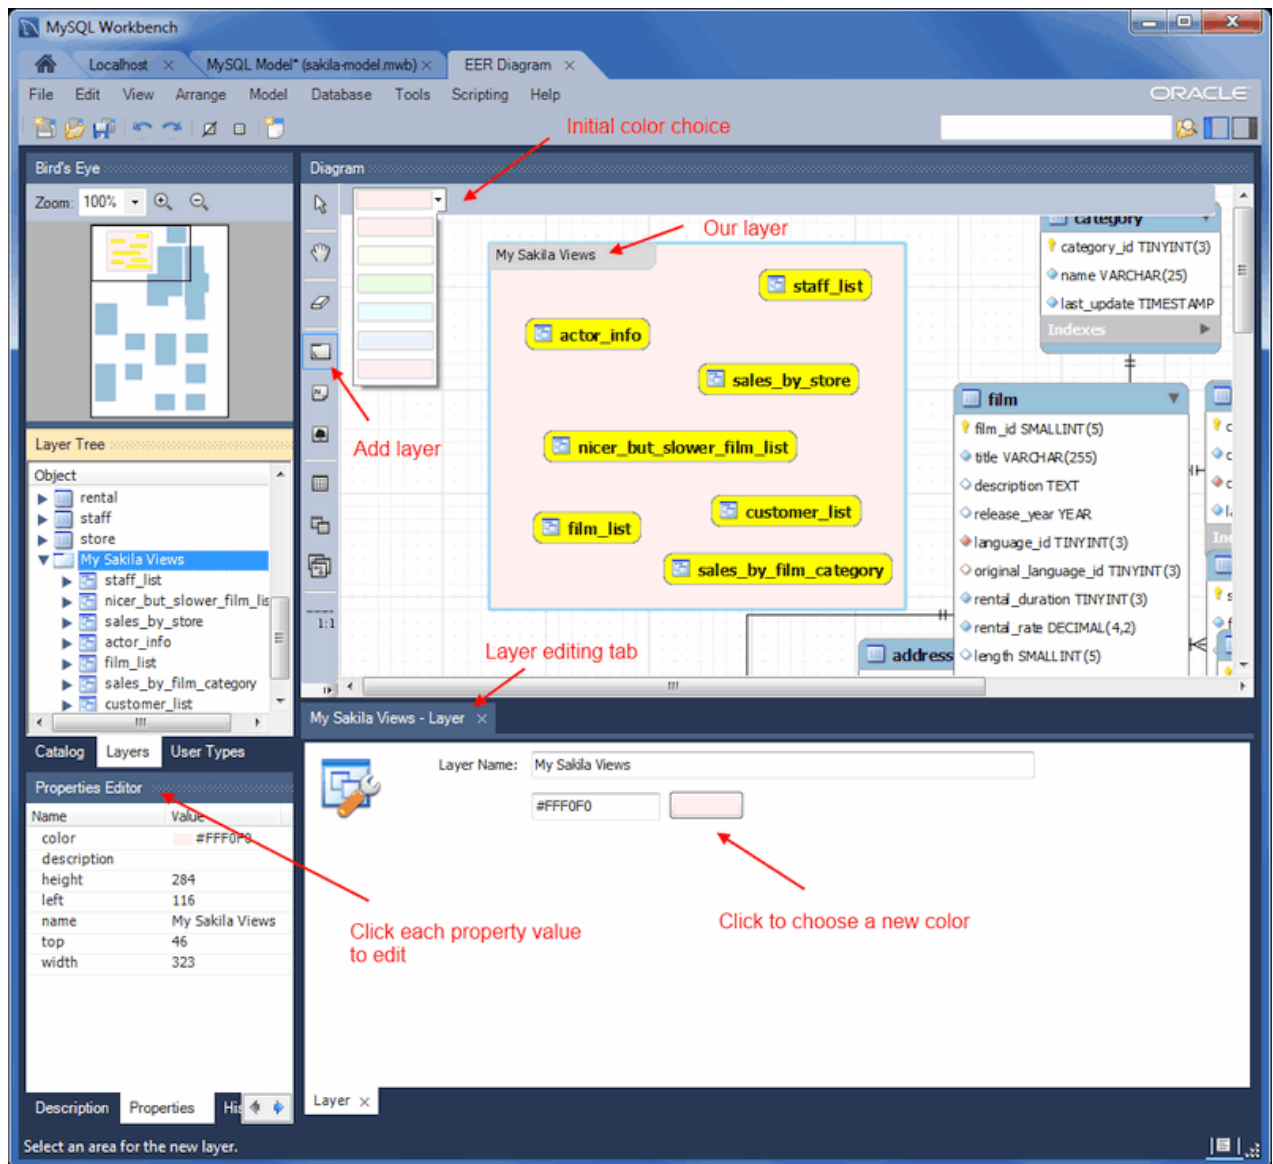 MySQL Workbench
Localhost
MySQL Model* (sakila-model.mwb)
EER Diagram
File Edit View Arrange Model Database Tools Scripting Help
ORACLE
Initial color choice
Bird's Eye
Zoom: 100%
Diagram
Our layer
My Sakila Views
staff_list
actor_info
sales_by_store
nicer_but_slower_film_list
customer_list
film_list
sales_by_film_category
category
category_id TINYINT(3)
name VARCHAR(25)
last_update TIMESTAMP
Indexes
film
film_id SMALLINT(5)
title VARCHAR(255)
description TEXT
release_year YEAR
language_id TINYINT(3)
original_language_id TINYINT(3)
rental_duration TINYINT(3)
rental_rate DECIMAL(4,2)
length SMALLINT(5)
address
Add layer
1:1
Layer Tree
Object
rental
staff
store
My Sakila Views
staff_list
nicer_but_slower_film_lis
sales_by_store
actor_info
film_list
sales_by_film_category
customer_list
Catalog Layers User Types
Layer editing tab
My Sakila Views - Layer
Layer Name: My Sakila Views
#FFF0F0
Click to choose a new color
Properties Editor
Name Value
color #FFF0F0
description
height 284
left 116
name My Sakila Views
top 46
width 323
Click each property value
to edit
Description Properties His
Layer
Select an area for the new layer.